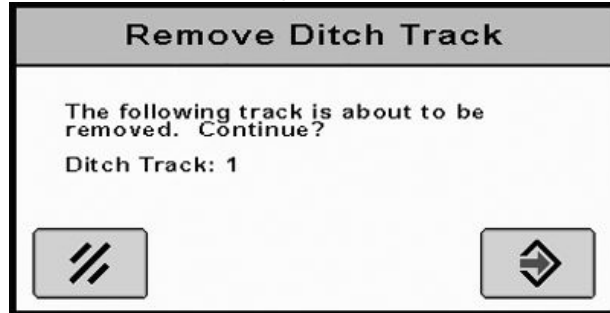 Remove Ditch Track
The following track is about to be
removed. Continue?
Ditch Track: 1